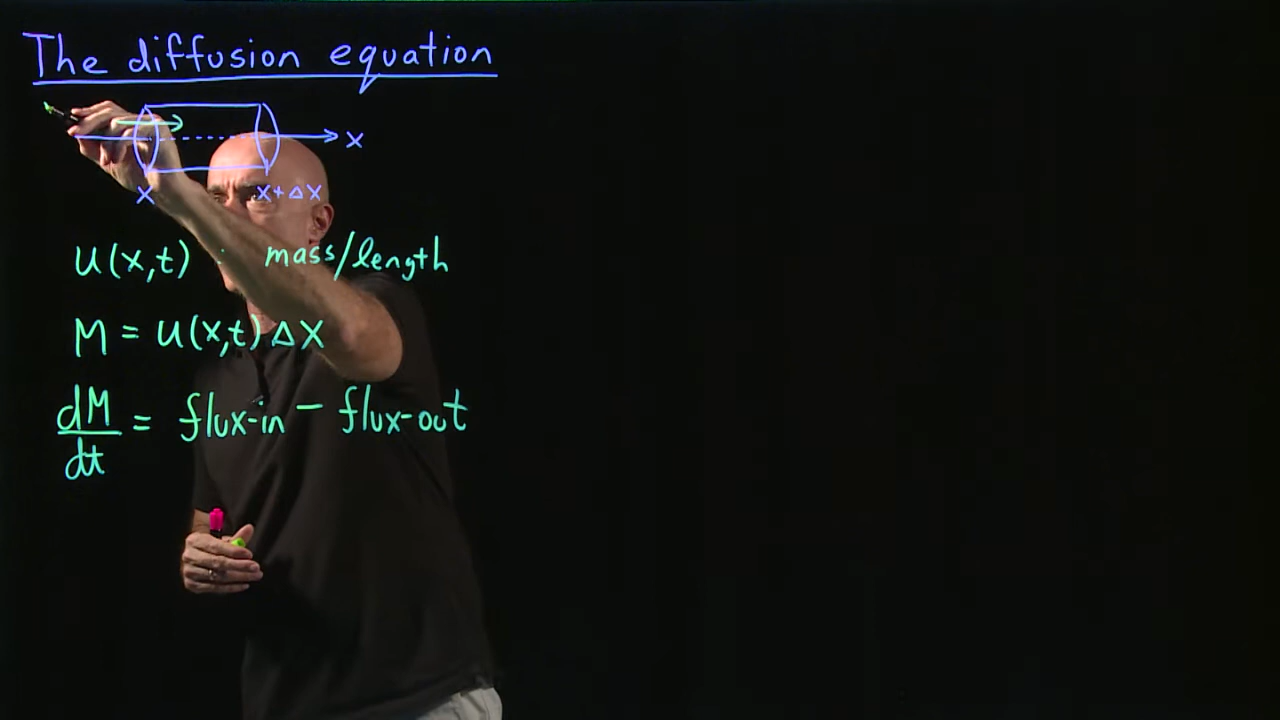 The diffusion equation
x
x x+Δx
u(x,t) : mass/length
M = u(x,t) Δx
dM/dt = flux-in − flux-out